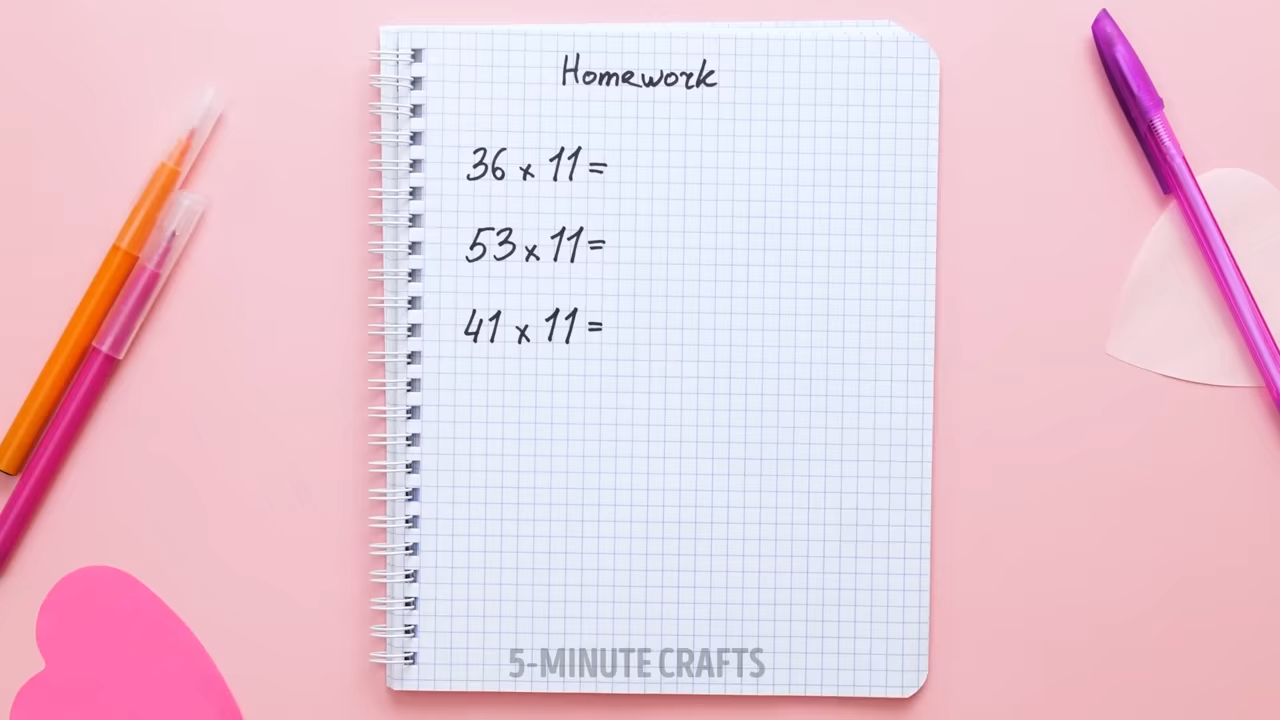 Homework
36 x 11 =
53 x 11 =
41 x 11 =
5-MINUTE CRAFTS